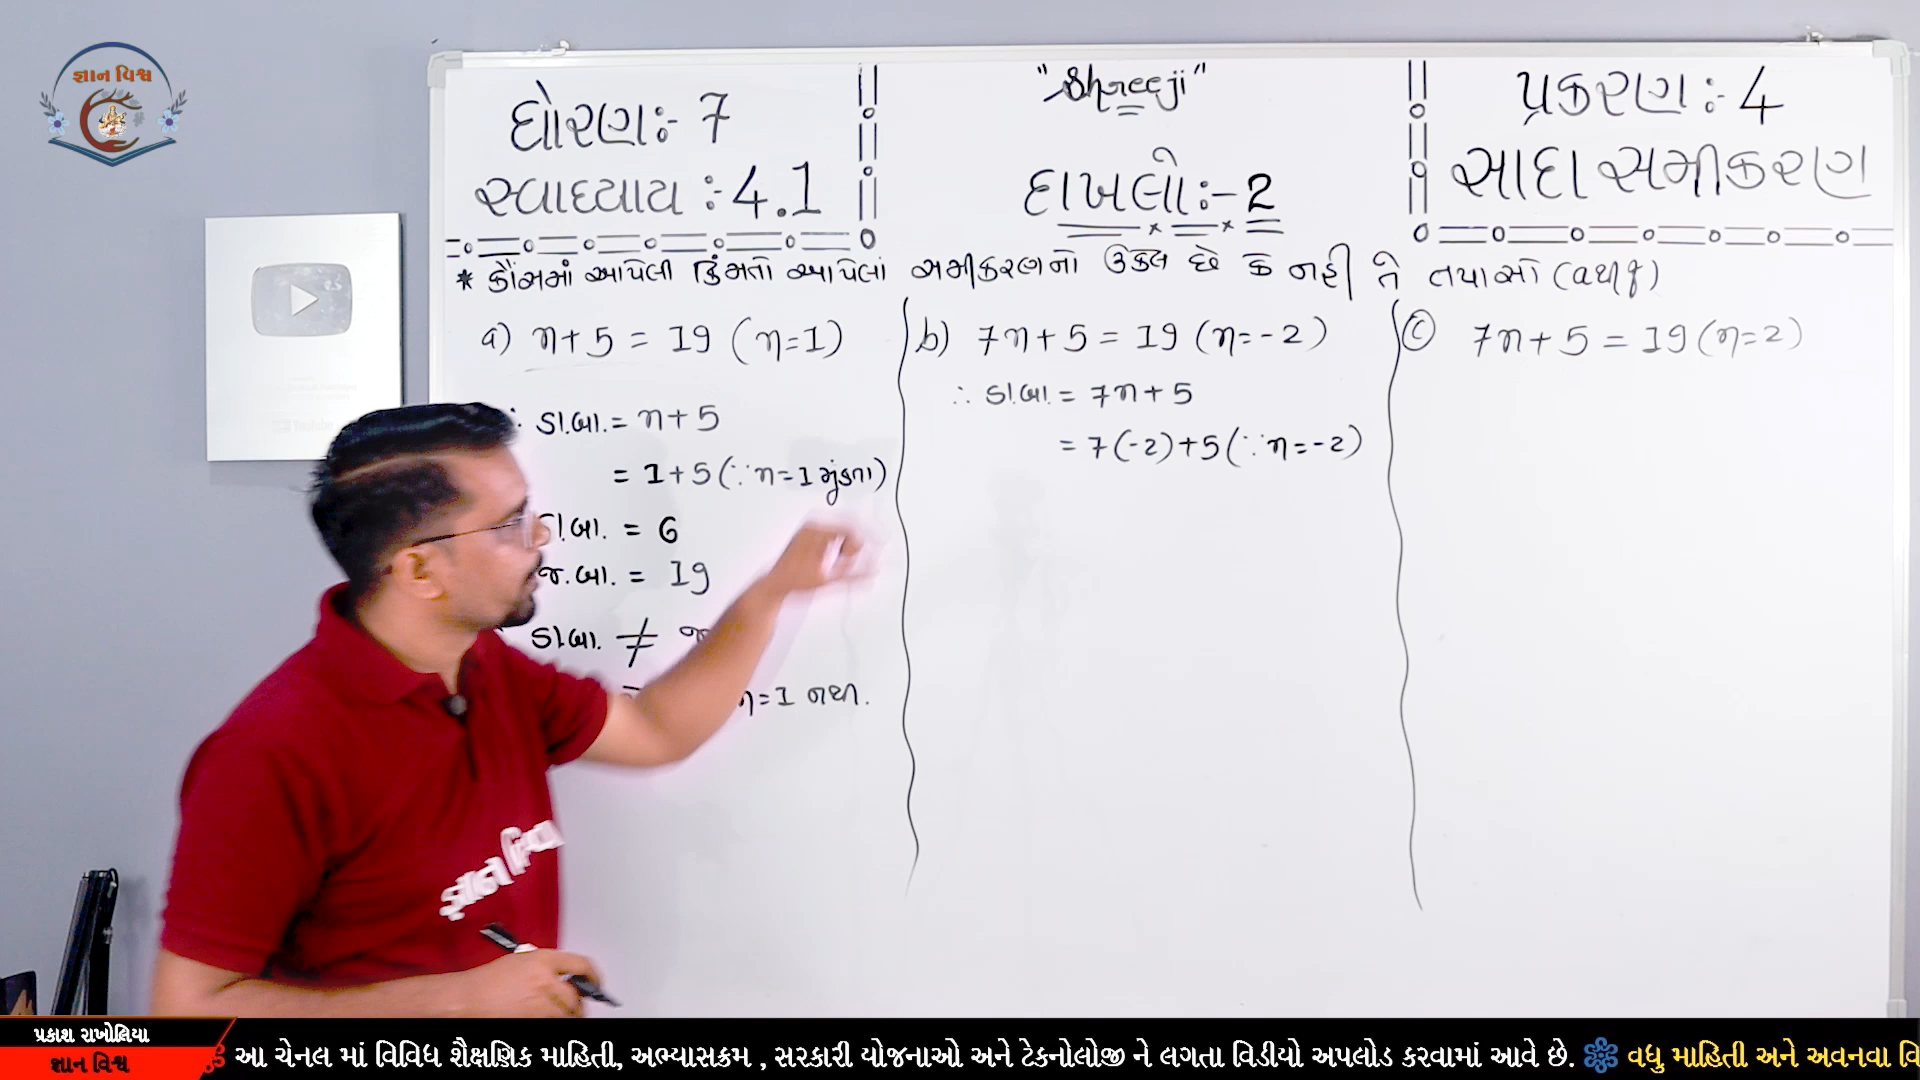 જ્ઞાન વિશ્વ
ધોરણ:- 7
સ્વાધ્યાય :- 4.1
"Shreeji"
દાખલો:- 2
પ્રકરણ:- 4
સાદા સમીકરણ
* કૌંસમાં આપેલી કિંમતો આપેલાં સમીકરણનો ઉકેલ છે કે નહીં તે તપાસો (a થી f)
a) n+5 = 19 (n=1)
∴ ડા.બા. = n+5
= 1+5 (∵ n=1 મૂકતા)
ડા.બા. = 6
જ.બા. = 19
ડા.બા. ≠ જ
n=1 નથી.
b) 7n+5 = 19 (n=-2)
∴ ડા.બા. = 7n+5
= 7(-2)+5 (∵ n=-2)
c) 7n+5 = 19 (n=2)
જ્ઞાન વિશ્વ
પ્રકાશ રાખોલિયા
જ્ઞાન વિશ્વ
આ ચેનલ માં વિવિધ શૈક્ષણિક માહિતી, અભ્યાસક્રમ , સરકારી યોજનાઓ અને ટેકનોલોજી ને લગતા વિડીયો અપલોડ કરવામાં આવે છે. વધુ માહિતી અને અવનવા વિ